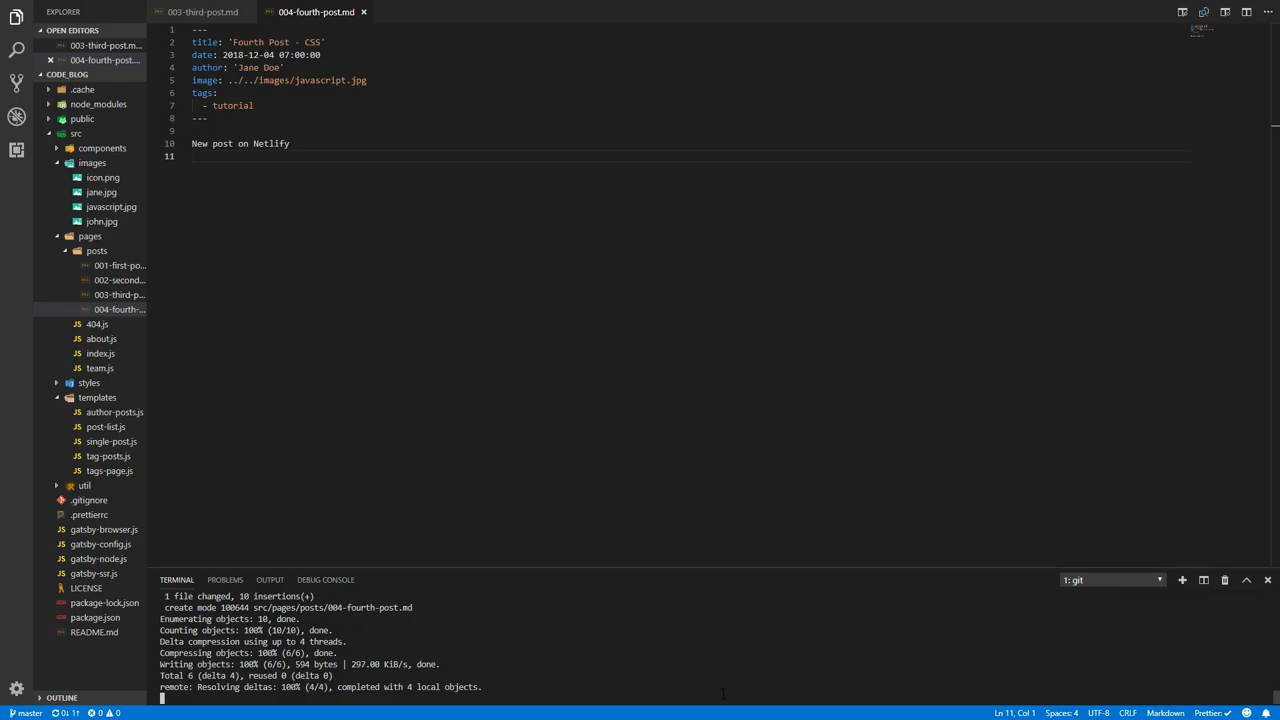 EXPLORER
OPEN EDITORS
003-third-post.m...
004-fourth-post....
CODE_BLOG
.cache
node_modules
public
src
components
images
icon.png
jane.jpg
javascript.jpg
john.jpg
pages
posts
001-first-po...
002-second...
003-third-p...
004-fourth-...
404.js
about.js
index.js
team.js
styles
templates
author-posts.js
post-list.js
single-post.js
tag-posts.js
tags-page.js
util
.gitignore
.prettierrc
gatsby-browser.js
gatsby-config.js
gatsby-node.js
gatsby-ssr.js
LICENSE
package-lock.json
package.json
README.md
OUTLINE
003-third-post.md
004-fourth-post.md
1 ---
2 title: 'Fourth Post - CSS'
3 date: 2018-12-04 07:00:00
4 author: 'Jane Doe'
5 image: ../../images/javascript.jpg
6 tags:
7 - tutorial
8 ---
9
10 New post on Netlify
11
TERMINAL PROBLEMS OUTPUT DEBUG CONSOLE 1: git
1 file changed, 10 insertions(+)
create mode 100644 src/pages/posts/004-fourth-post.md
Enumerating objects: 10, done.
Counting objects: 100% (10/10), done.
Delta compression using up to 4 threads.
Compressing objects: 100% (6/6), done.
Writing objects: 100% (6/6), 594 bytes | 297.00 KiB/s, done.
Total 6 (delta 4), reused 0 (delta 0)
remote: Resolving deltas: 100% (4/4), completed with 4 local objects.
master 0↓ 1↑ 0 0 Ln 11, Col 1 Spaces: 4 UTF-8 CRLF Markdown Prettier: ✓